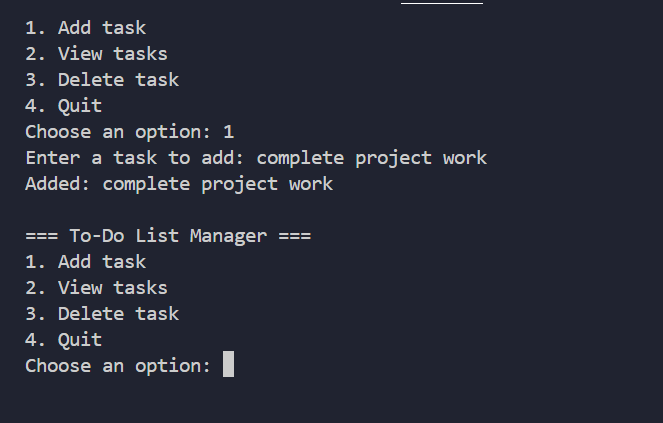 1. Add task
2. View tasks
3. Delete task
4. Quit
Choose an option: 1
Enter a task to add: complete project work
Added: complete project work
=== To-Do List Manager ===
1. Add task
2. View tasks
3. Delete task
4. Quit
Choose an option: